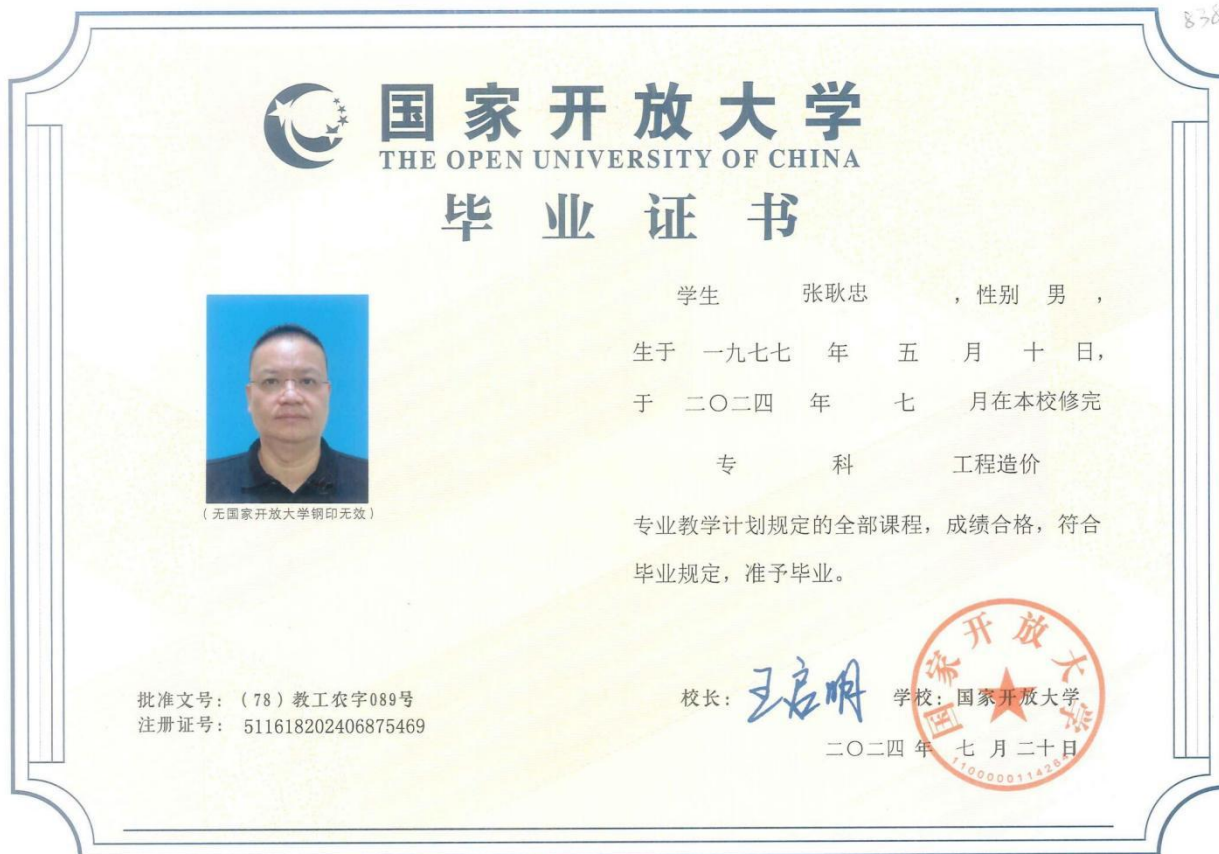 838
国家开放大学
THE OPEN UNIVERSITY OF CHINA
毕业证书
学生 张耿忠 ，性别 男 ，
生于 一九七七 年 五 月 十 日，
于 二〇二四 年 七 月在本校修完
专 科 工程造价
专业教学计划规定的全部课程，成绩合格，符合
毕业规定，准予毕业。
（无国家开放大学钢印无效）
批准文号：（78）教工农字089号
注册证号： 511618202406875469
校长：王启明 学校：国家开放大学
二〇二四 年 七 月 二十日
国家开放大学